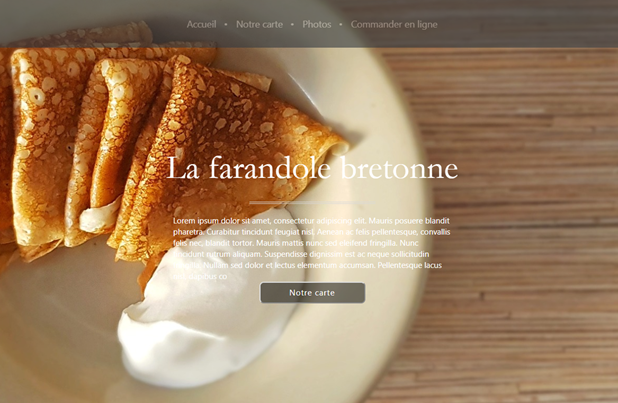 Accueil • Notre carte • Photos • Commander en ligne
La farandole bretonne
Lorem ipsum dolor sit amet, consectetur adipiscing elit. Mauris posuere blandit
pharetra. Curabitur tincidunt feugiat nisl. Aenean ac felis pellentesque, convallis
felis nec, blandit tortor. Mauris mattis nunc sed eleifend fringilla. Nunc
tincidunt rutrum aliquam. Suspendisse dignissim est ac neque sollicitudin
Nullam sed dolor et lectus elementum accumsan. Pellentesque lacus
co
Notre carte